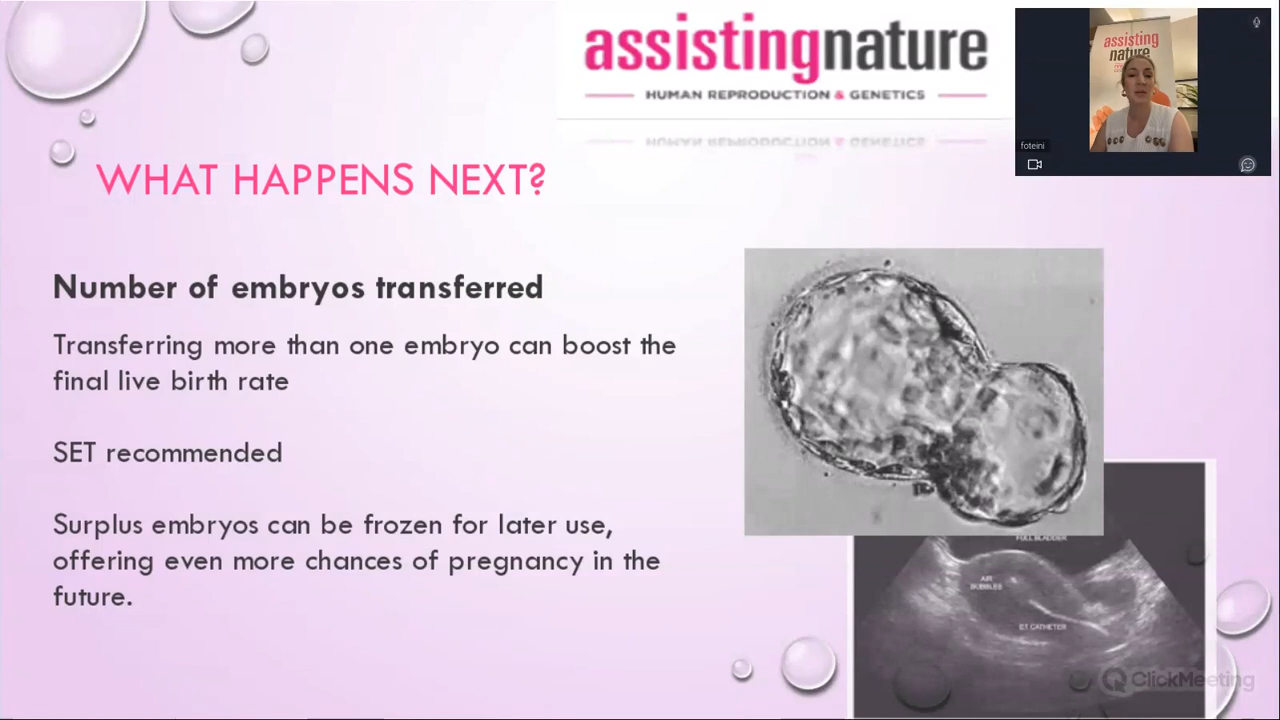 assistingnature
HUMAN REPRODUCTION & GENETICS
assisting
nature
foteini
WHAT HAPPENS NEXT?
Number of embryos transferred
Transferring more than one embryo can boost the
final live birth rate
SET recommended
Surplus embryos can be frozen for later use,
offering even more chances of pregnancy in the
future.
FULL BLADDER
AIR
BUBBLES
ET CATHETER
ClickMeeting